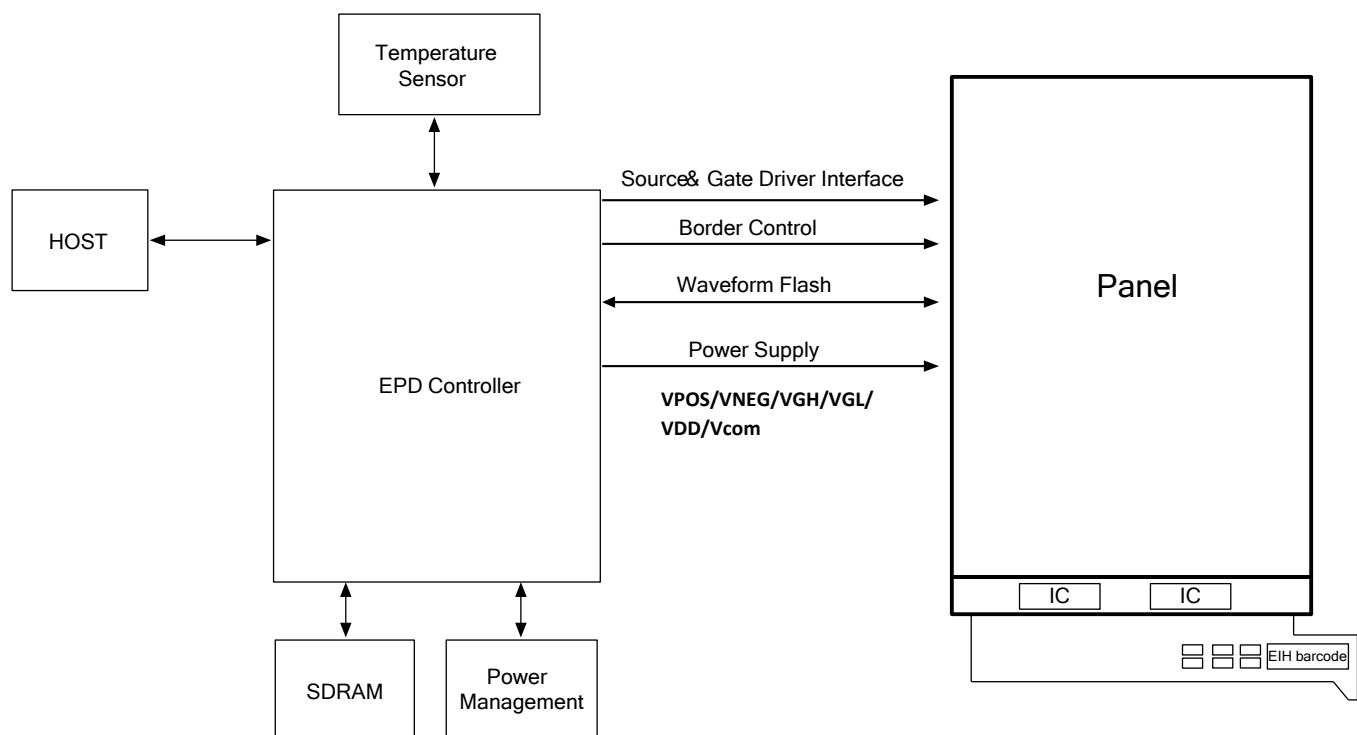 Temperature
Sensor
HOST
EPD Controller
Source& Gate Driver Interface
Border Control
Waveform Flash
Power Supply
VPOS/VNEG/VGH/VGL/
VDD/Vcom
Panel
IC
IC
EIH barcode
SDRAM
Power
Management